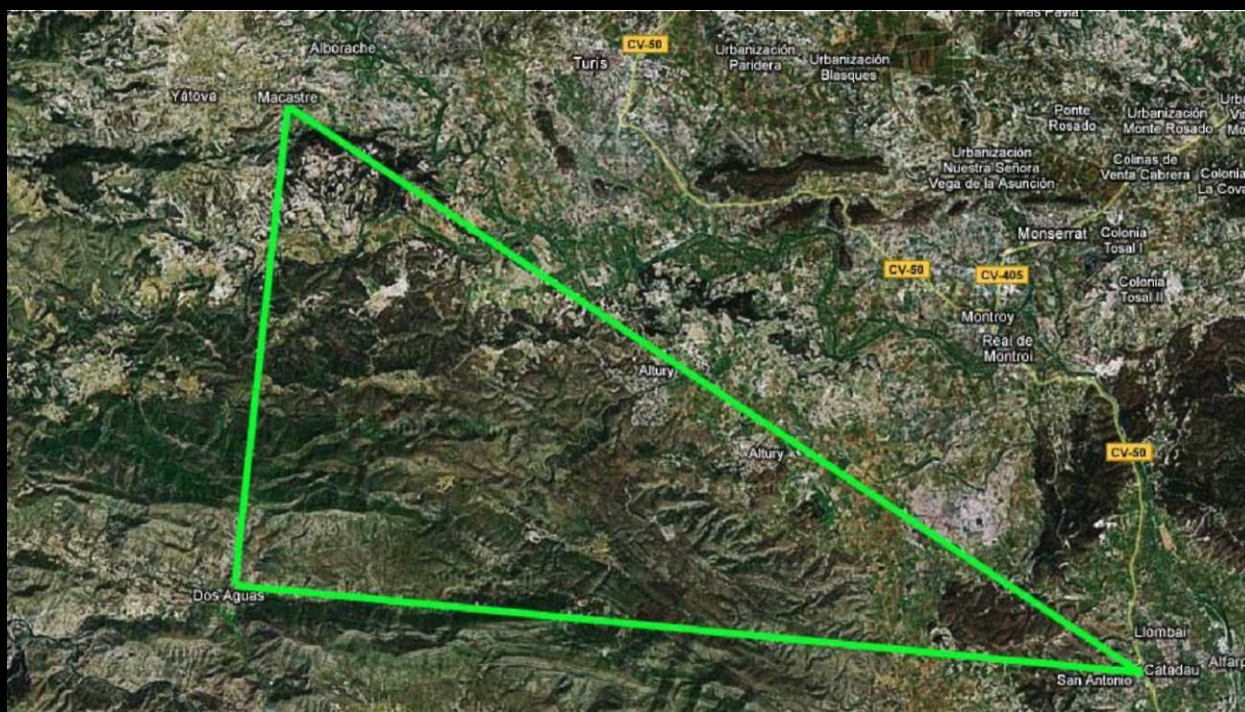 Mas Pavia
Alborache
CV-50
Turís
Urbanización
Paridera
Urbanización
Blasques
Yátova
Macastre
Ponte
Rosado
Urbanización
Monte Rosado
Urbanización
Nuestra Señora
Vega de la Asunción
Colinas de
Venta Cabrera
Colonia
La Cova
Monserrat
Colonia
Tosal I
CV-50
CV-405
Colonia
Tosal II
Montroy
Real de
Montroi
Altury
Altury
CV-50
Dos Aguas
Llombai
Catadau
Alfarp
San Antonio